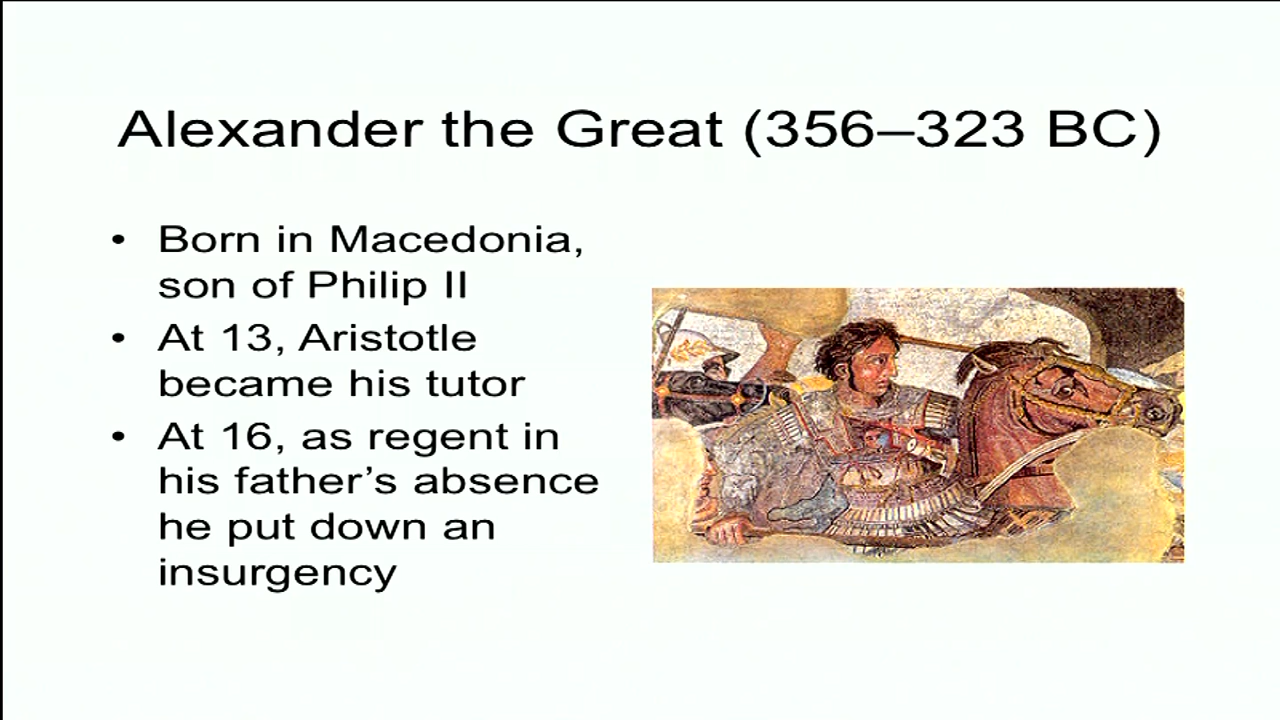 Alexander the Great (356–323 BC)
• Born in Macedonia,
son of Philip II
• At 13, Aristotle
became his tutor
• At 16, as regent in
his father’s absence
he put down an
insurgency